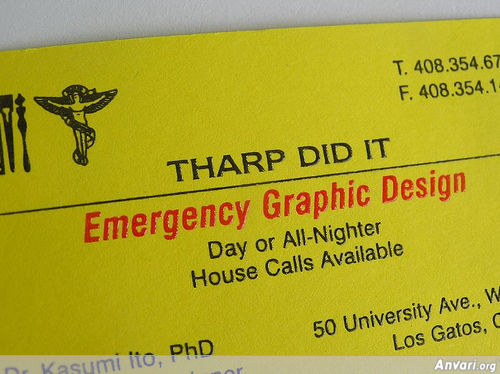 T. 408.354.67
F. 408.354.1
THARP DID IT
Emergency Graphic Design
Day or All-Nighter
House Calls Available
50 University Ave., W
Los Gatos, C
Dr. Kasumi Ito, PhD
Anvari.org